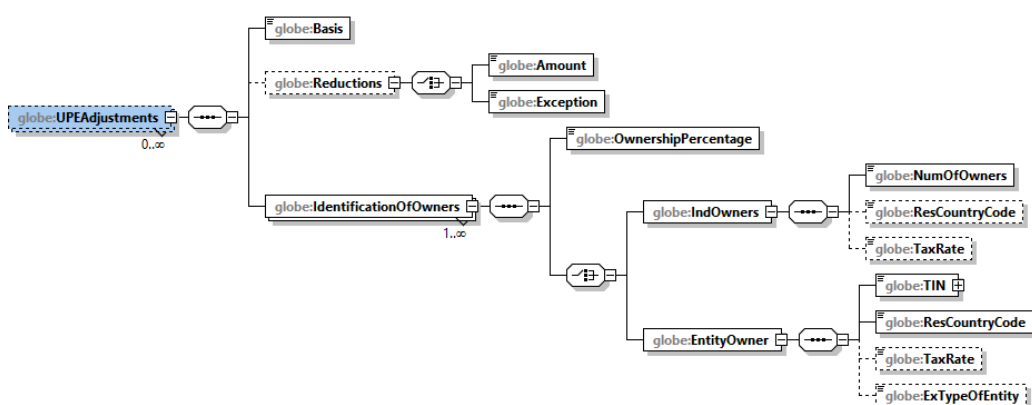 globe:Basis
globe:Reductions
globe:Amount
globe:Exception
globe:UPEAdjustments
0..∞
globe:IdentificationOfOwners
1..∞
globe:OwnershipPercentage
globe:IndOwners
globe:NumOfOwners
globe:ResCountryCode
globe:TaxRate
globe:EntityOwner
globe:TIN
globe:ResCountryCode
globe:TaxRate
globe:ExTypeOfEntity